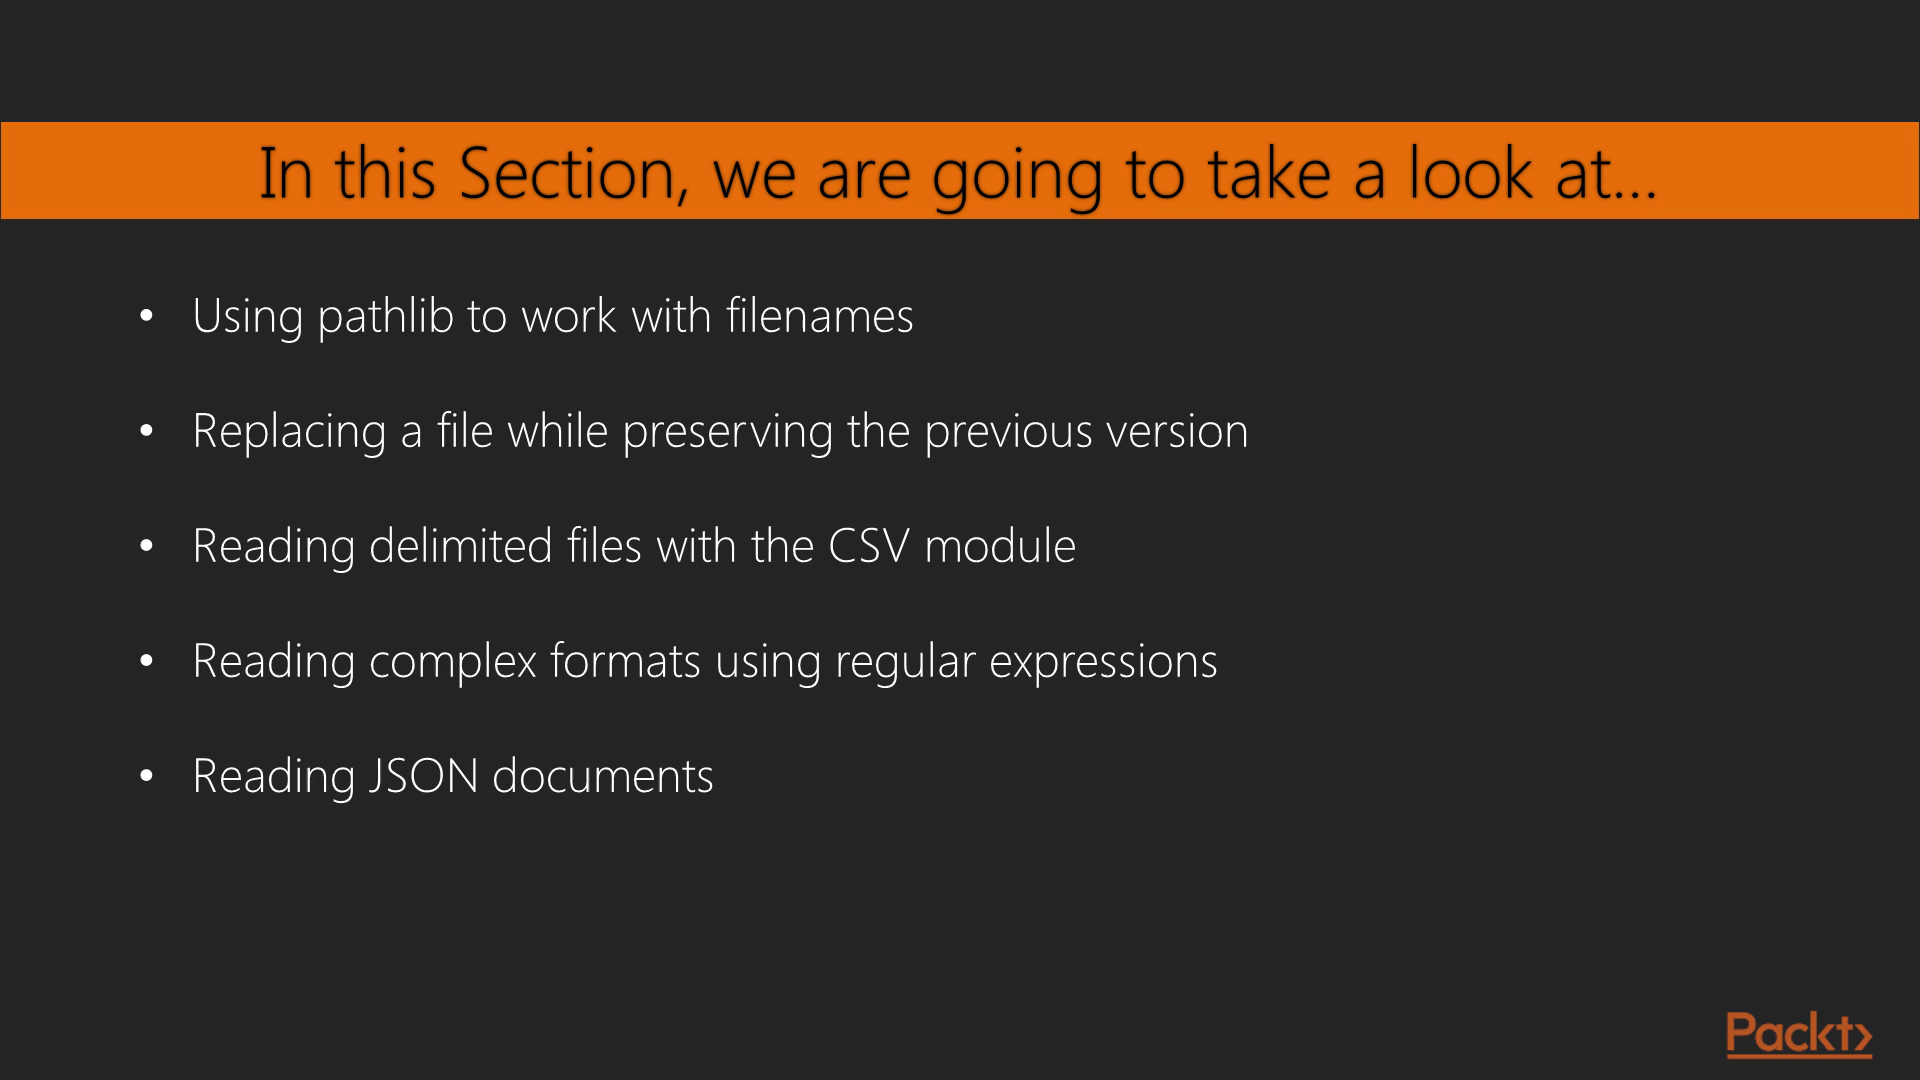 In this Section, we are going to take a look at...
• Using pathlib to work with filenames
• Replacing a file while preserving the previous version
• Reading delimited files with the CSV module
• Reading complex formats using regular expressions
• Reading JSON documents
Packt>